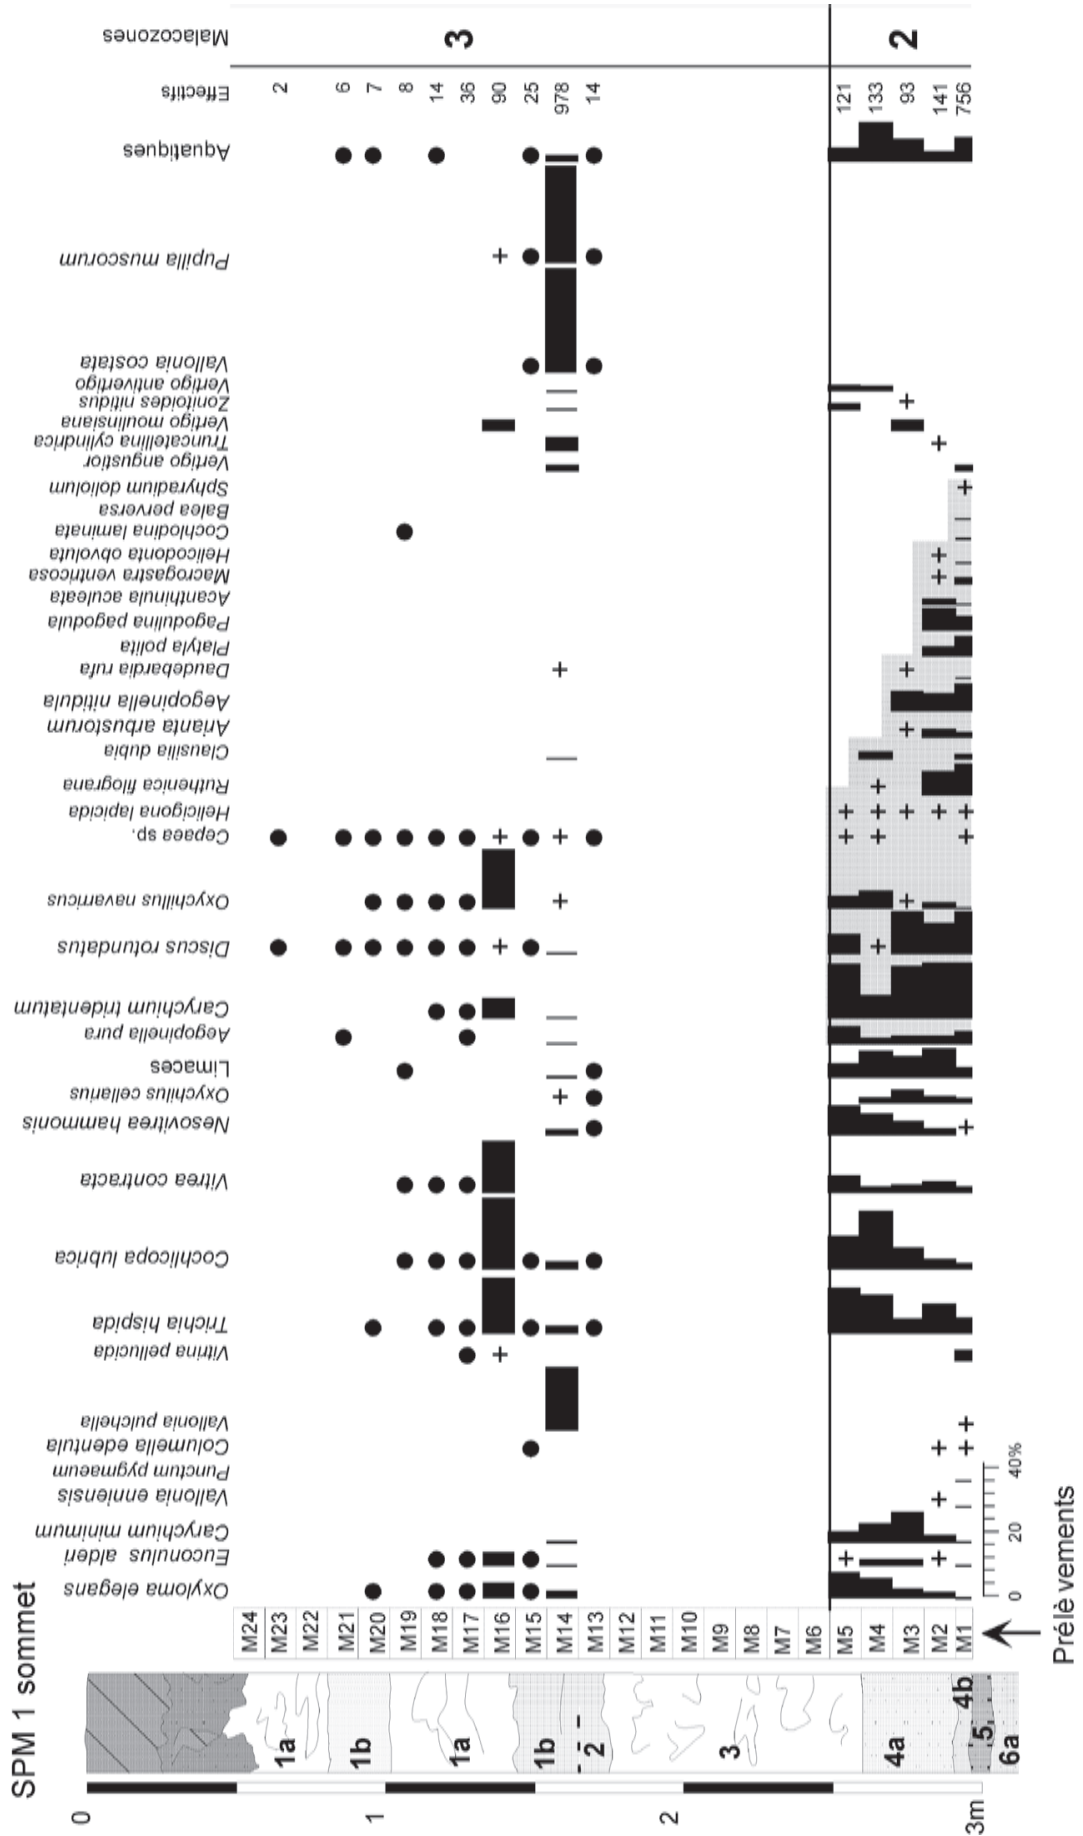 SPM 1 sommet
Malacozones
3
2
Effectifs
2
6
7
8
14
36
90
25
978
14
121
133
93
141
756
Aquatiques
Pupilla muscorum
Vallonia costata
Vertigo antivertigo
Zonitoides nitidus
Vertigo moulinsiana
Truncatellina cylindrica
Vertigo angustior
Sphyradium doliolum
Balea perversa
Cochlodina laminata
Helicodonta obvoluta
Macrogastra ventricosa
Acanthinula aculeata
Pagodulina pagodula
Platyla polita
Daudebardia rufa
Aegopinella nitidula
Arianta arbustorum
Clausilia dubia
Ruthenica filograna
Helicigona lapicida
Cepaea sp.
Oxychillus navarricus
Discus rotundatus
Carychium tridentatum
Aegopinella pura
Limaces
Oxychilus cellarius
Nesovitrea hammonis
Vitrea contracta
Cochlicopa lubrica
Trichia hispida
Vitrina pellucida
Vallonia pulchella
Columella edentula
Punctum pygmaeum
Vallonia enniensis
Carychium minimum
Euconulus alderi
Oxyloma elegans
0 20 40%
M24
M23
M22
M21
M20
M19
M18
M17
M16
M15
M14
M13
M12
M11
M10
M9
M8
M7
M6
M5
M4
M3
M2
M1
Prélè vements
1a
1b
1a
1b
2
3
4a
4b
5
6a
0
1
2
3m